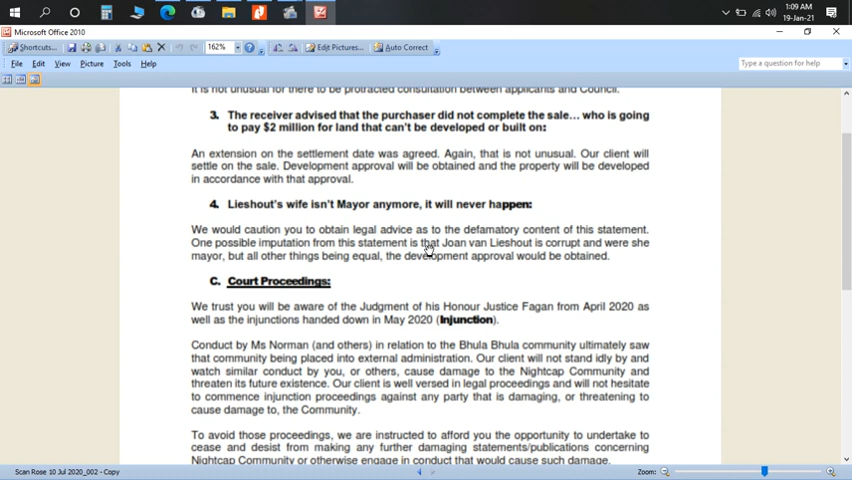 1:09 AM
19-Jan-21
Microsoft Office 2010
Shortcuts...
162%
Edit Pictures...
Auto Correct
File Edit View Picture Tools Help
Type a question for help
It is not unusual for there to be protracted consultation between applicants and Council.
3. The receiver advised that the purchaser did not complete the sale... who is going
to pay $2 million for land that can't be developed or built on:
An extension on the settlement date was agreed. Again, that is not unusual. Our client will
settle on the sale. Development approval will be obtained and the property will be developed
in accordance with that approval.
4. Lieshout's wife isn't Mayor anymore, it will never happen:
We would caution you to obtain legal advice as to the defamatory content of this statement.
One possible imputation from this statement is that Joan van Lieshout is corrupt and were she
mayor, but all other things being equal, the development approval would be obtained.
C. Court Proceedings:
We trust you will be aware of the Judgment of his Honour Justice Fagan from April 2020 as
well as the injunctions handed down in May 2020 (Injunction).
Conduct by Ms Norman (and others) in relation to the Bhula Bhula community ultimately saw
that community being placed into external administration. Our client will not stand idly by and
watch similar conduct by you, or others, cause damage to the Nightcap Community and
threaten its future existence. Our client is well versed in legal proceedings and will not hesitate
to commence injunction proceedings against any party that is damaging, or threatening to
cause damage to, the Community.
To avoid those proceedings, we are instructed to afford you the opportunity to undertake to
cease and desist from making any further damaging statements/publications concerning
Nightcap Community or otherwise engage in conduct that would cause such damage.
Scan Rose 10 Jul 2020_002 - Copy
Zoom: